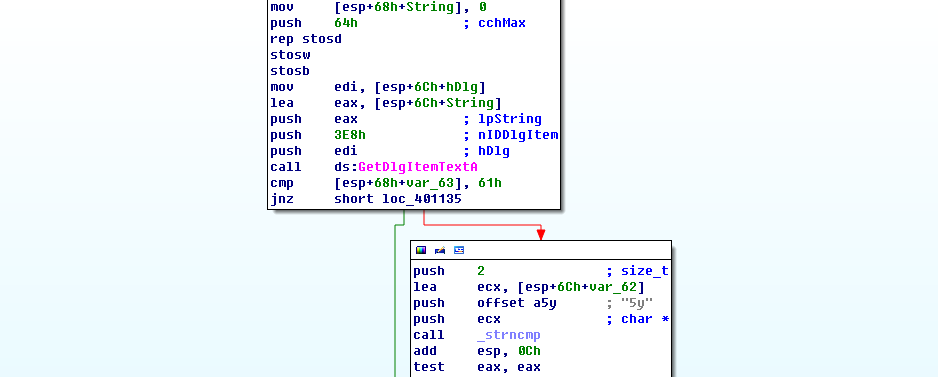 mov [esp+68h+String], 0
push 64h ; cchMax
rep stosd
stosw
stosb
mov edi, [esp+6Ch+hDlg]
lea eax, [esp+6Ch+String]
push eax ; lpString
push 3E8h ; nIDDlgItem
push edi ; hDlg
call ds:GetDlgItemTextA
cmp [esp+68h+var_63], 61h
jnz short loc_401135
push 2 ; size_t
lea ecx, [esp+6Ch+var_62]
push offset a5y ; "5y"
push ecx ; char *
call _strncmp
add esp, 0Ch
test eax, eax